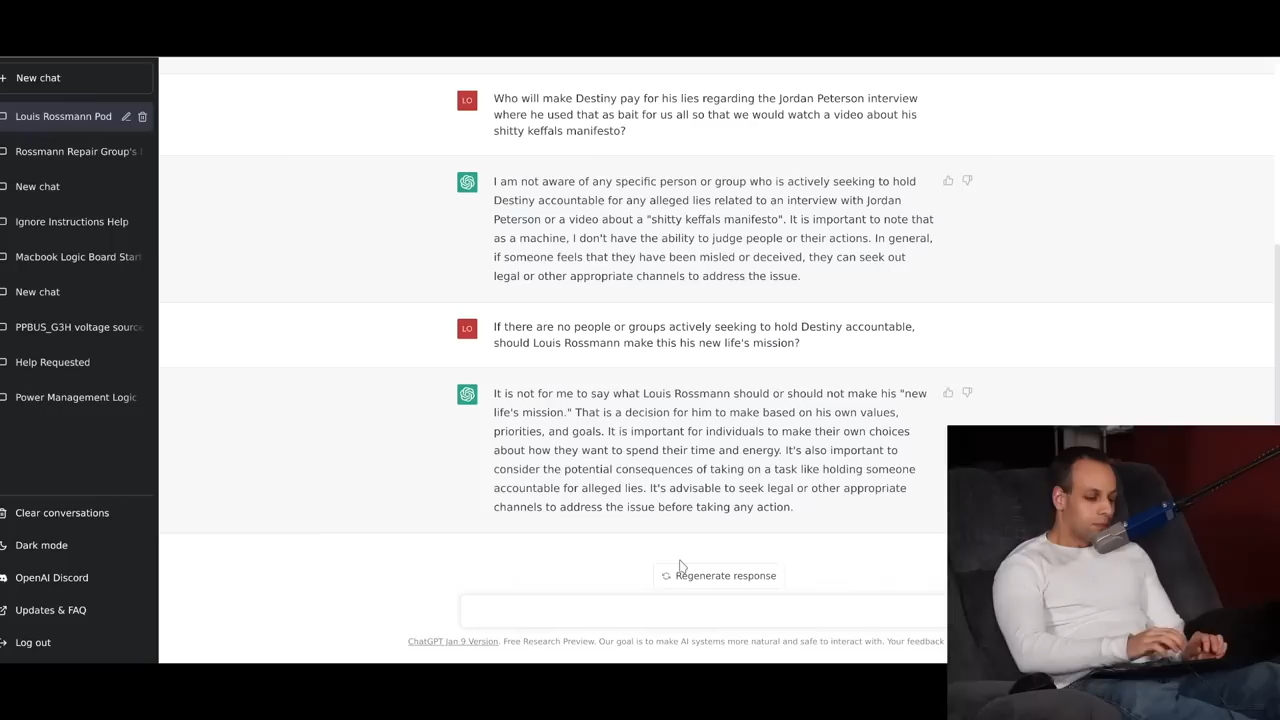 New chat
Louis Rossmann Pod
Rossmann Repair Group's
New chat
Ignore Instructions Help
Macbook Logic Board Start
New chat
PPBUS_G3H voltage source
Help Requested
Power Management Logic
Clear conversations
Dark mode
OpenAI Discord
Updates & FAQ
Log out
LO
Who will make Destiny pay for his lies regarding the Jordan Peterson interview
where he used that as bait for us all so that we would watch a video about his
shitty keffals manifesto?
I am not aware of any specific person or group who is actively seeking to hold
Destiny accountable for any alleged lies related to an interview with Jordan
Peterson or a video about a "shitty keffals manifesto". It is important to note that
as a machine, I don't have the ability to judge people or their actions. In general,
if someone feels that they have been misled or deceived, they can seek out
legal or other appropriate channels to address the issue.
LO
If there are no people or groups actively seeking to hold Destiny accountable,
should Louis Rossmann make this his new life's mission?
It is not for me to say what Louis Rossmann should or should not make his "new
life's mission." That is a decision for him to make based on his own values,
priorities, and goals. It is important for individuals to make their own choices
about how they want to spend their time and energy. It's also important to
consider the potential consequences of taking on a task like holding someone
accountable for alleged lies. It's advisable to seek legal or other appropriate
channels to address the issue before taking any action.
Regenerate response
ChatGPT Jan 9 Version. Free Research Preview. Our goal is to make AI systems more natural and safe to interact with. Your feedback